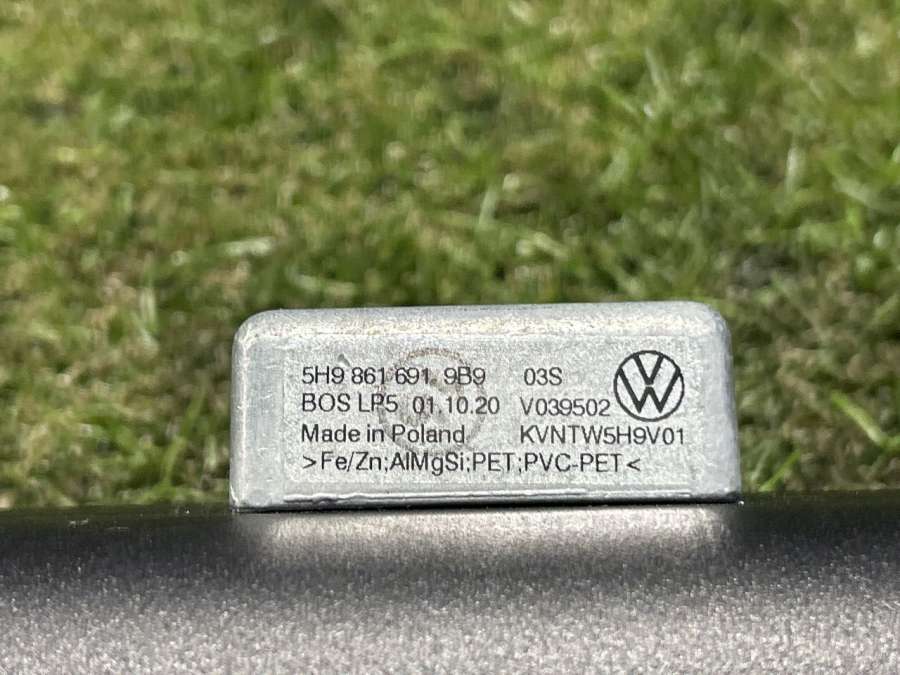 5H9 861 691 9B9 03S
BOS LP5 01.10.20 V039502
Made in Poland KVNTW5H9V01
>Fe/Zn;AlMgSi;PET;PVC-PET<